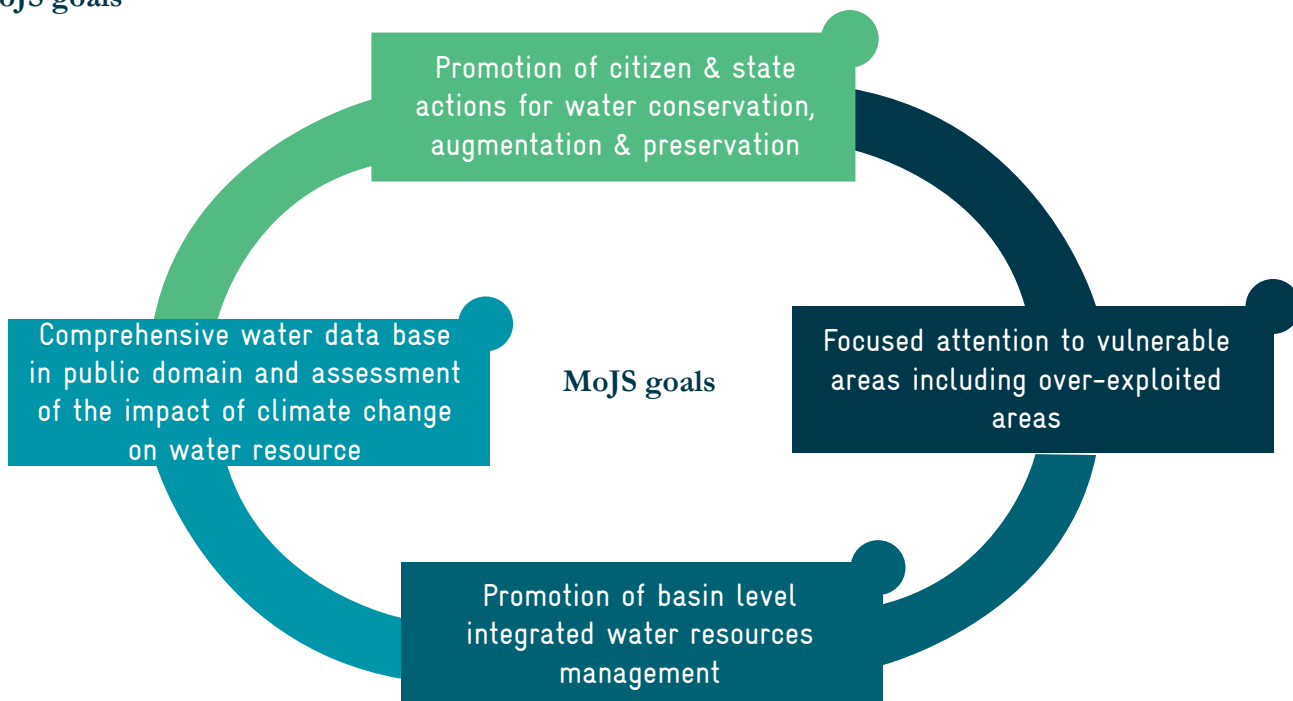 oJS goals
Promotion of citizen & state
actions for water conservation,
augmentation & preservation
Comprehensive water data base
in public domain and assessment
of the impact of climate change
on water resource
MoJS goals
Focused attention to vulnerable
areas including over-exploited
areas
Promotion of basin level
integrated water resources
management